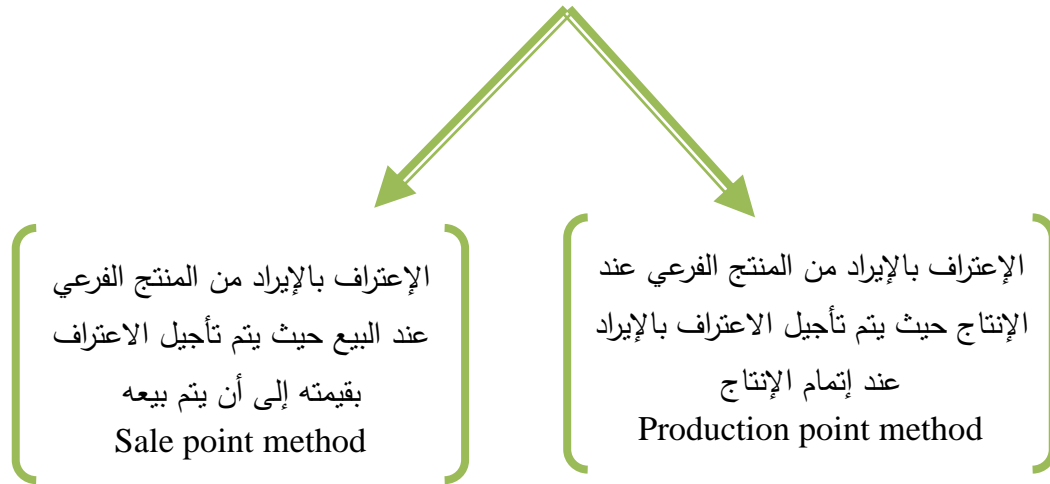 الإعتراف بالإيراد من المنتج الفرعي عند
الإنتاج حيث يتم تأجيل الاعتراف بالإيراد
عند إتمام الإنتاج
Production point method
الإعتراف بالإيراد من المنتج الفرعي
عند البيع حيث يتم تأجيل الاعتراف
بقيمته إلى أن يتم بيعه
Sale point method